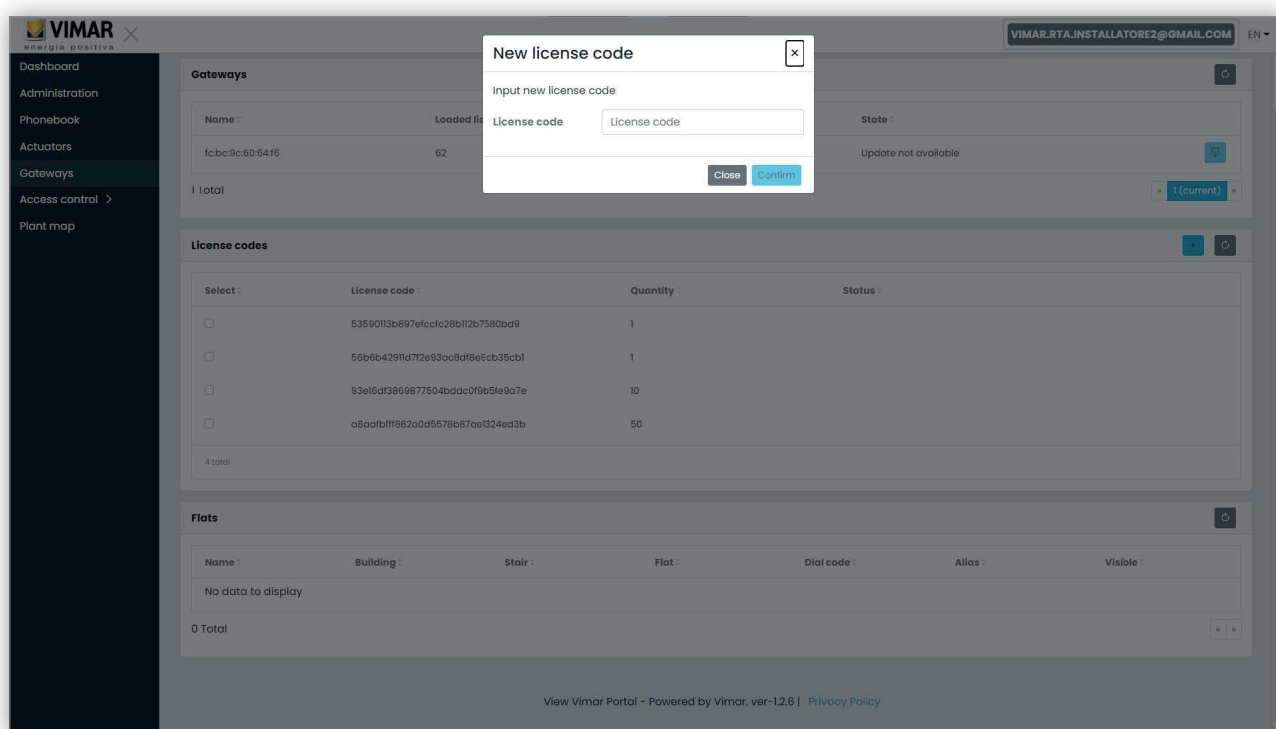 VIMAR
energia positiva
VIMAR.RTA.INSTALLATORE2@GMAIL.COM
EN
Dashboard
Administration
Phonebook
Actuators
Gateways
Access control >
Plant map
New license code
×
Input new license code
License code
License code
Close
Confirm
Gateways
Name
Loaded lic
State
fc:bc:9c:60:64:f6
62
Update not available
1 Total
« 1 (current) »
License codes
+
Select
License code
Quantity
Status
53590113b897efccfc28b112b7580bd9
1
56b6b42911d7f2e93ac8df8e9cb35cb1
1
93e16df3869877504bddc0f9b5fe9a7e
10
a8aafbfff882a0d5578b87ae1324ed3b
50
4 total
Flats
Name
Building
Stair
Flat
Dial code
Alias
Visible
No data to display
0 Total
« »
View Vimar Portal - Powered by Vimar, ver-1.2.6 | Privacy Policy